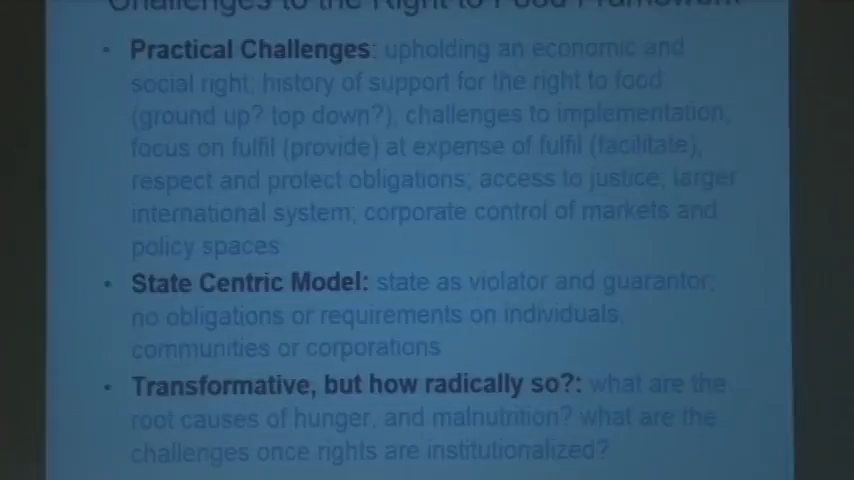 Challenges to the Right to Food Framework
• Practical Challenges: upholding an economic and
social right, history of support for the right to food
(ground up? top down?), challenges to implementation,
focus on fulfil (provide) at expense of fulfil (facilitate),
respect and protect obligations; access to justice; larger
international system; corporate control of markets and
policy spaces
• State Centric Model: state as violator and guarantor;
no obligations or requirements on individuals,
communities or corporations
• Transformative, but how radically so?: what are the
root causes of hunger, and malnutrition? what are the
challenges once rights are institutionalized?